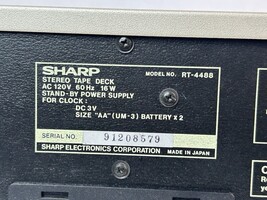 SHARP
MODEL NO. RT-4488
STEREO TAPE DECK
AC 120V 60Hz 16W
STAND-BY POWER SUPPLY
FOR CLOCK:
DC 3V
SIZE "AA" (UM-3) BATTERY x 2
SERIAL NO. 91208579
SHARP ELECTRONICS CORPORATION MADE IN JAPAN